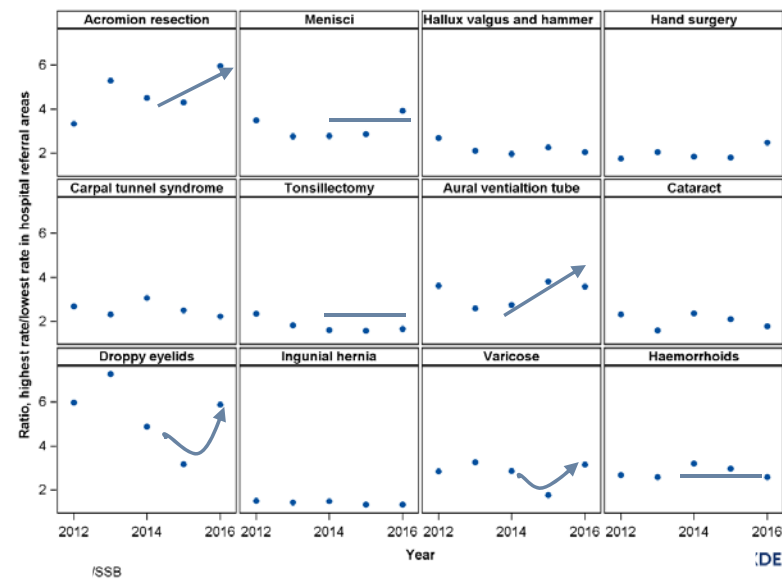 Acromion resection
Menisci
Hallux valgus and hammer
Hand surgery
6
4
2
Carpal tunnel syndrome
Tonsillectomy
Aural ventialtion tube
Cataract
6
4
2
Droppy eyelids
Ingunial hernia
Varicose
Haemorrhoids
6
4
2
Ratio, highest rate/lowest rate in hospital referral areas
2012 2014 2016 2012 2014 2016 2012 2014 2016 2012 2014 2016
Year
/SSB